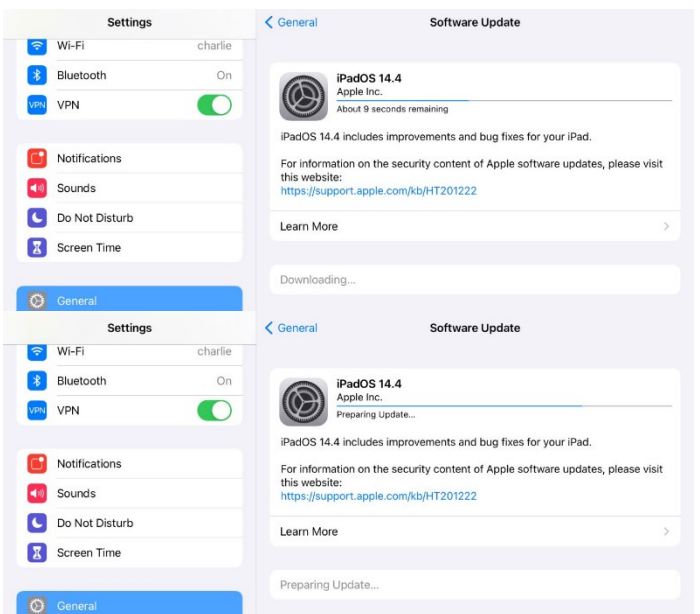 Settings
Wi-Fi charlie
Bluetooth On
VPN VPN
Notifications
Sounds
Do Not Disturb
Screen Time
General
General
Software Update
iPadOS 14.4
Apple Inc.
About 9 seconds remaining
iPadOS 14.4 includes improvements and bug fixes for your iPad.
For information on the security content of Apple software updates, please visit
this website:
https://support.apple.com/kb/HT201222
Learn More
Downloading...
Settings
Wi-Fi charlie
Bluetooth On
VPN VPN
Notifications
Sounds
Do Not Disturb
Screen Time
General
General
Software Update
iPadOS 14.4
Apple Inc.
Preparing Update...
iPadOS 14.4 includes improvements and bug fixes for your iPad.
For information on the security content of Apple software updates, please visit
this website:
https://support.apple.com/kb/HT201222
Learn More
Preparing Update...